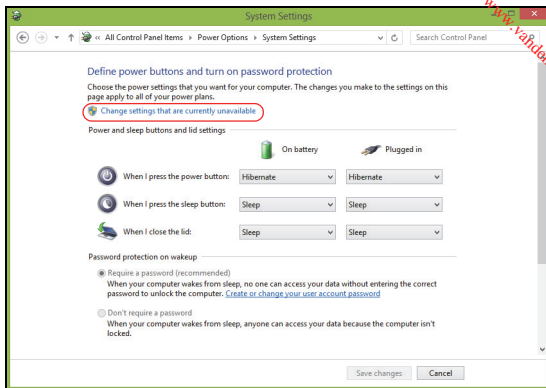 System Settings
« All Control Panel Items ▸ Power Options ▸ System Settings
Search Control Panel
Define power buttons and turn on password protection
Choose the power settings that you want for your computer. The changes you make to the settings on this
page apply to all of your power plans.
Change settings that are currently unavailable
Power and sleep buttons and lid settings
On battery Plugged in
When I press the power button: Hibernate Hibernate
When I press the sleep button: Sleep Sleep
When I close the lid: Sleep Sleep
Password protection on wakeup
Require a password (recommended)
When your computer wakes from sleep, no one can access your data without entering the correct
password to unlock the computer. Create or change your user account password
Don't require a password
When your computer wakes from sleep, anyone can access your data because the computer isn't
locked.
Save changes Cancel